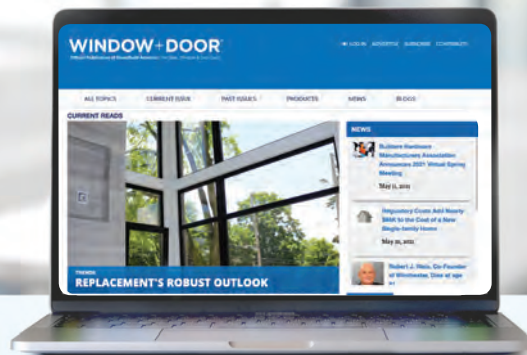 WINDOW+DOOR
LOG IN ADVERTISE SUBSCRIBE CONTRIBUTE
ALL TOPICS CURRENT ISSUE PAST ISSUES PRODUCTS NEWS BLOGS
CURRENT READS
TRENDS
REPLACEMENT'S ROBUST OUTLOOK
NEWS
Builders Hardware
Manufacturers Association
Announces 2021 Virtual Spring
Meeting
May 11, 2021
Regulatory Costs Add Nearly
$94K to the Cost of a New
Single-family Home
May 10, 2021
Robert J. Hess, Co-Founder
of Winchester, Dies at age